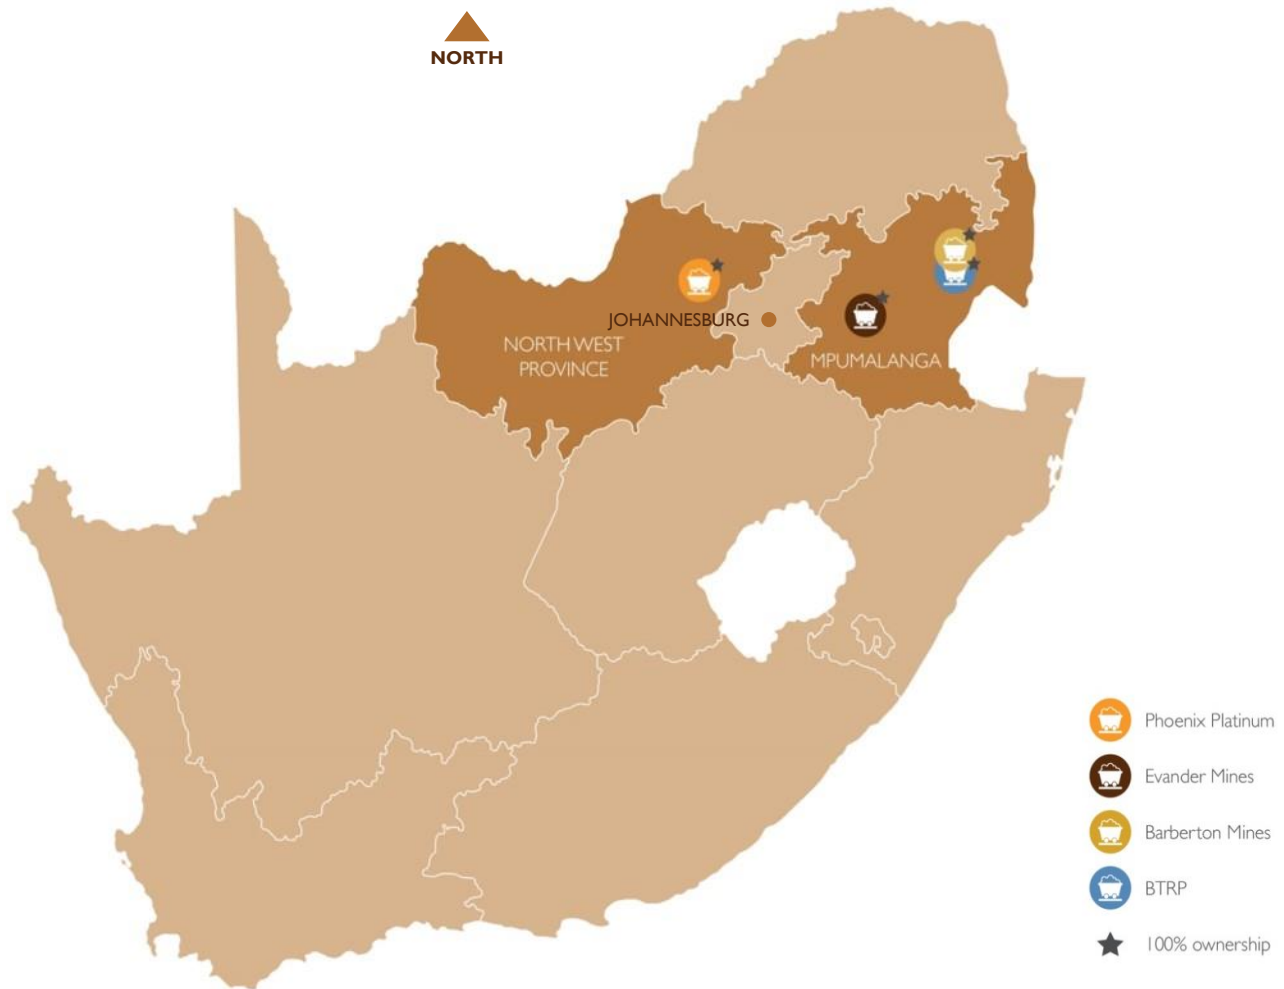 NORTH
JOHANNESBURG
NORTH WEST
PROVINCE
MPUMALANGA
Phoenix Platinum
Evander Mines
Barberton Mines
BTRP
100% ownership